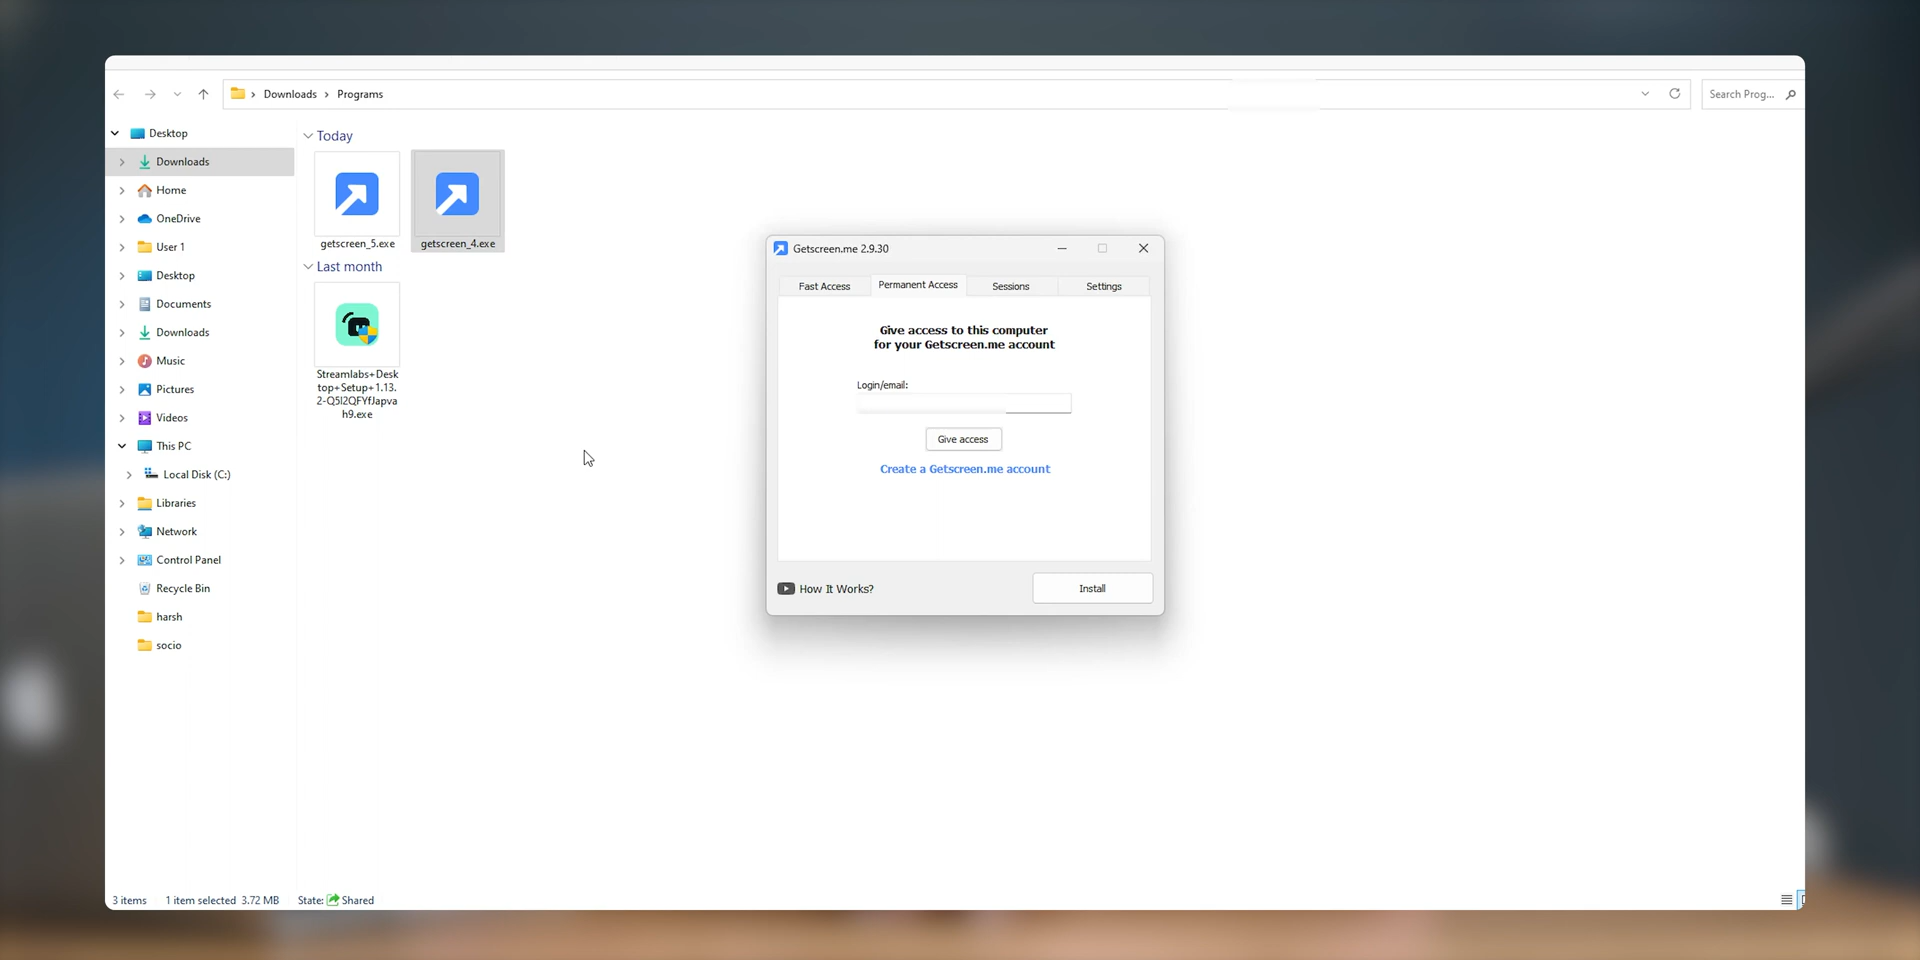 Downloads > Programs
Search Prog...
Desktop
Downloads
Home
OneDrive
User 1
Desktop
Documents
Downloads
Music
Pictures
Videos
This PC
Local Disk (C:)
Libraries
Network
Control Panel
Recycle Bin
harsh
socio
Today
getscreen_5.exe
getscreen_4.exe
Last month
Streamlabs+Desk
top+Setup+1.13.
2-Q5I2QFYfJapva
h9.exe
Getscreen.me 2.9.30
Fast Access
Permanent Access
Sessions
Settings
Give access to this computer
for your Getscreen.me account
Login/email:
Give access
Create a Getscreen.me account
How It Works?
Install
3 items
1 item selected 3.72 MB
State: Shared